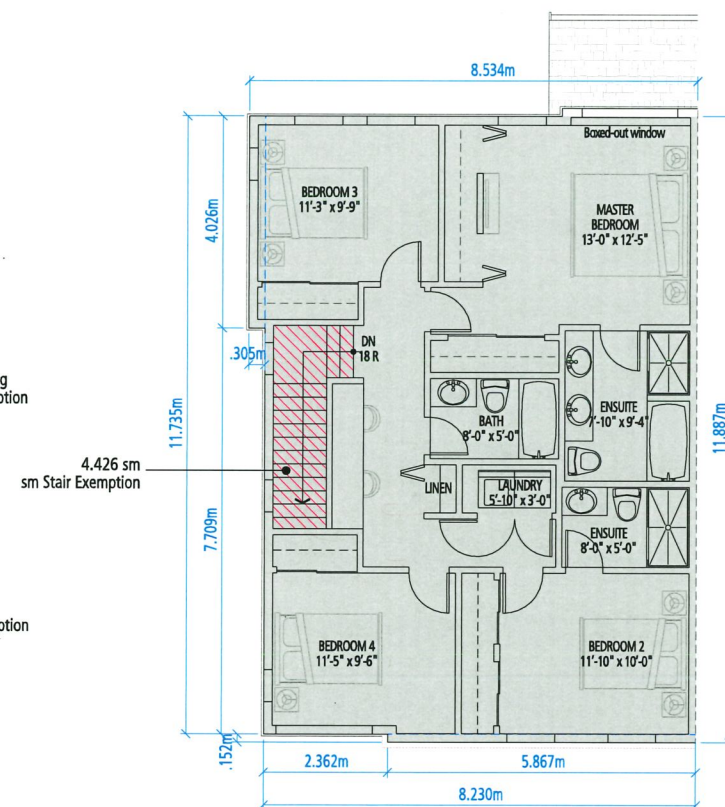 8.534m
Boxed-out window
BEDROOM 3
11'-3" x 9'-9"
MASTER
BEDROOM
13'-0" x 12'-5"
4.026m
.305m
DN
18 R
11.735m
11.887m
g
ption
BATH
8'-0" x 5'-0"
ENSUITE
7'-10" x 9'-4"
4.426 sm
sm Stair Exemption
LINEN
LAUNDRY
5'-10" x 3'-0"
ENSUITE
8'-0" x 5'-0"
7.709m
ption
BEDROOM 4
11'-5" x 9'-6"
BEDROOM 2
11'-10" x 10'-0"
.152m
2.362m
5.867m
8.230m